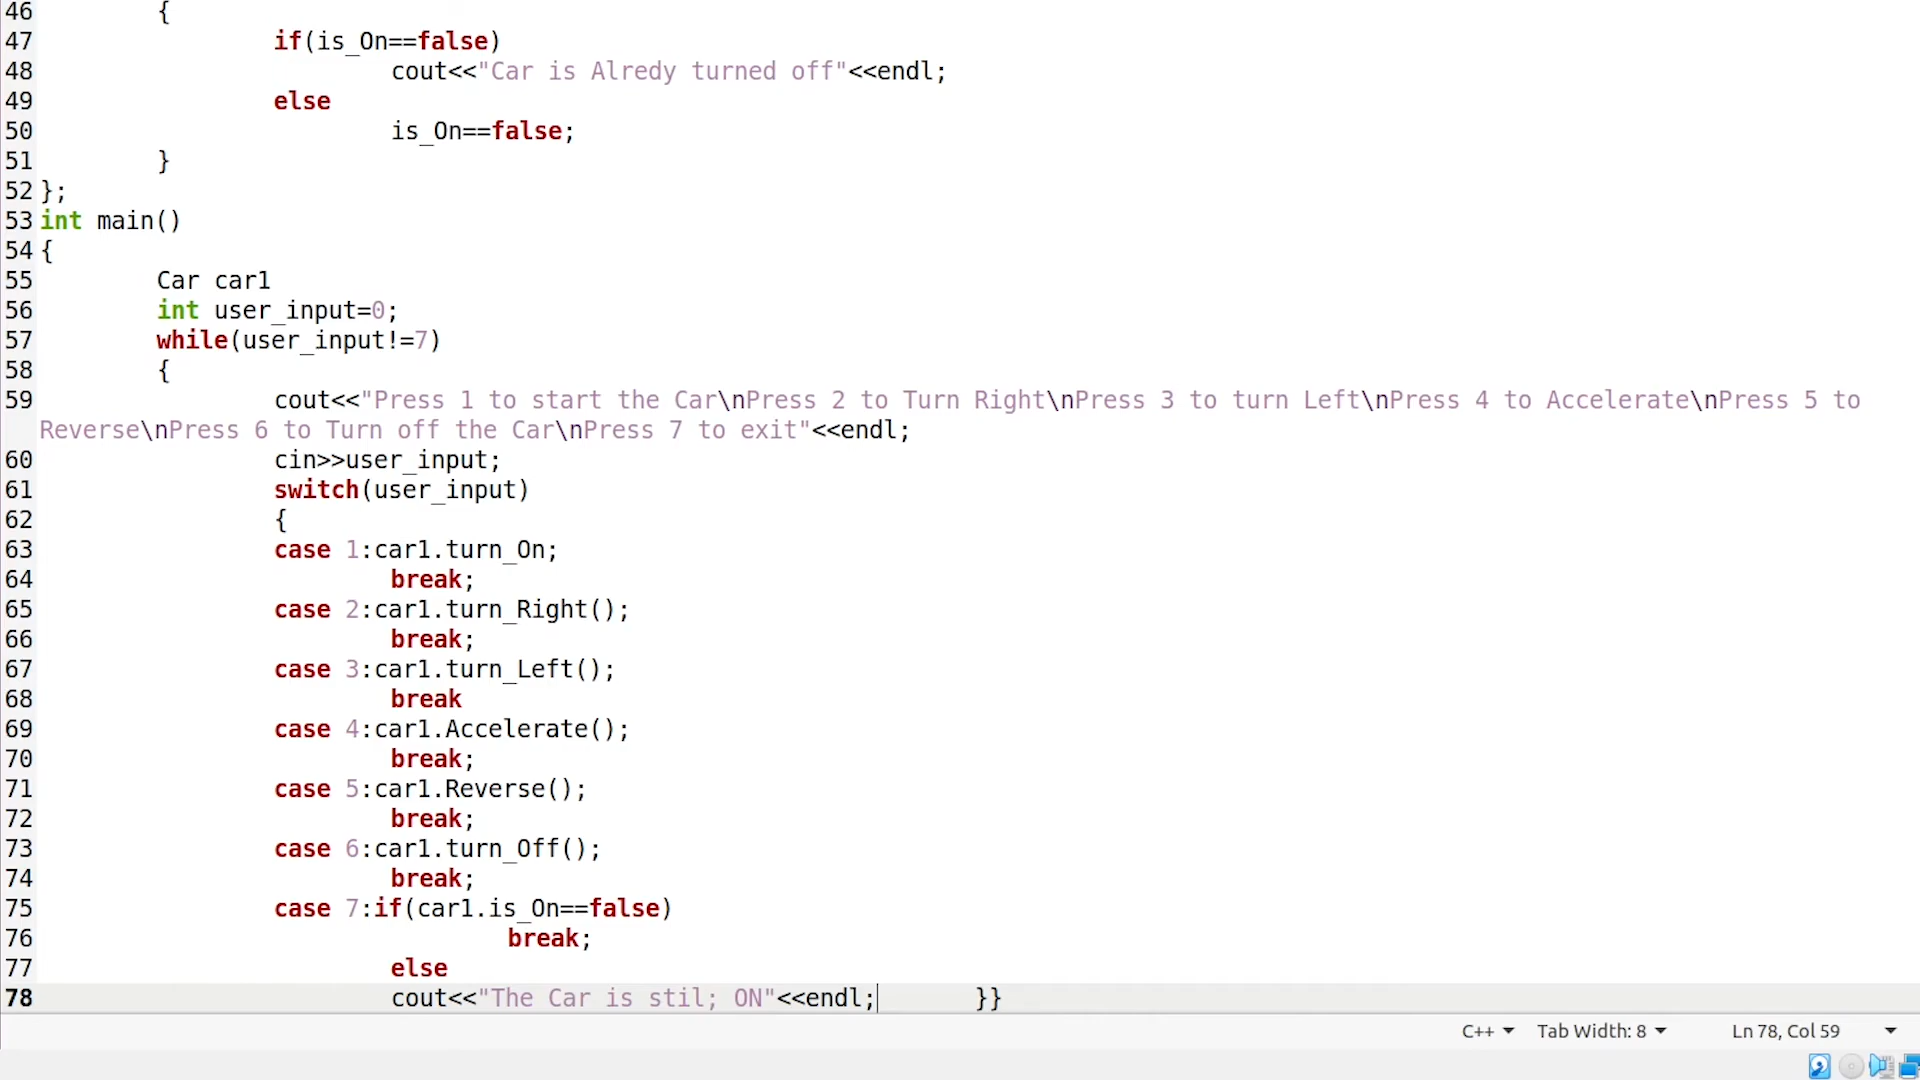 46 {
47 if(is_On==false)
48 cout<<"Car is Alredy turned off"<<endl;
49 else
50 is_On==false;
51 }
52 };
53 int main()
54 {
55 Car car1
56 int user_input=0;
57 while(user_input!=7)
58 {
59 cout<<"Press 1 to start the Car\nPress 2 to Turn Right\nPress 3 to turn Left\nPress 4 to Accelerate\nPress 5 to
Reverse\nPress 6 to Turn off the Car\nPress 7 to exit"<<endl;
60 cin>>user_input;
61 switch(user_input)
62 {
63 case 1:car1.turn_On;
64 break;
65 case 2:car1.turn_Right();
66 break;
67 case 3:car1.turn_Left();
68 break
69 case 4:car1.Accelerate();
70 break;
71 case 5:car1.Reverse();
72 break;
73 case 6:car1.turn_Off();
74 break;
75 case 7:if(car1.is_On==false)
76 break;
77 else
78 cout<<"The Car is stil; ON"<<endl; }}
C++ Tab Width: 8 Ln 78, Col 59